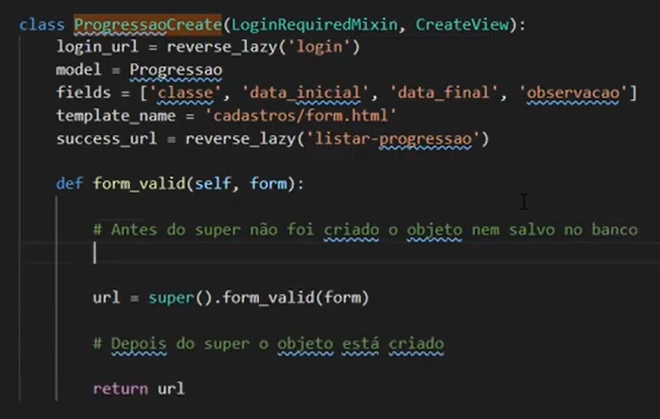 class ProgressaoCreate(LoginRequiredMixin, CreateView):
    login_url = reverse_lazy('login')
    model = Progressao
    fields = ['classe', 'data_inicial', 'data_final', 'observacao']
    template_name = 'cadastros/form.html'
    success_url = reverse_lazy('listar-progressao')
    def form_valid(self, form):
        # Antes do super não foi criado o objeto nem salvo no banco
        url = super().form_valid(form)
        # Depois do super o objeto está criado
        return url